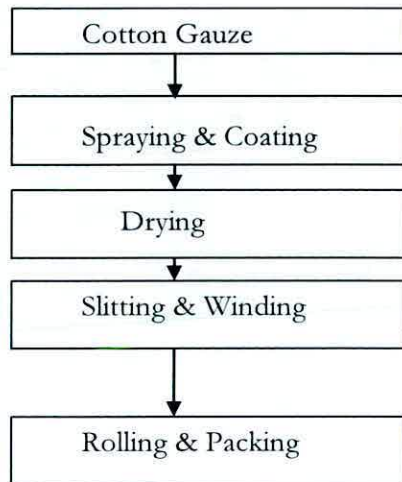 Cotton Gauze
Spraying & Coating
Drying
Slitting & Winding
Rolling & Packing